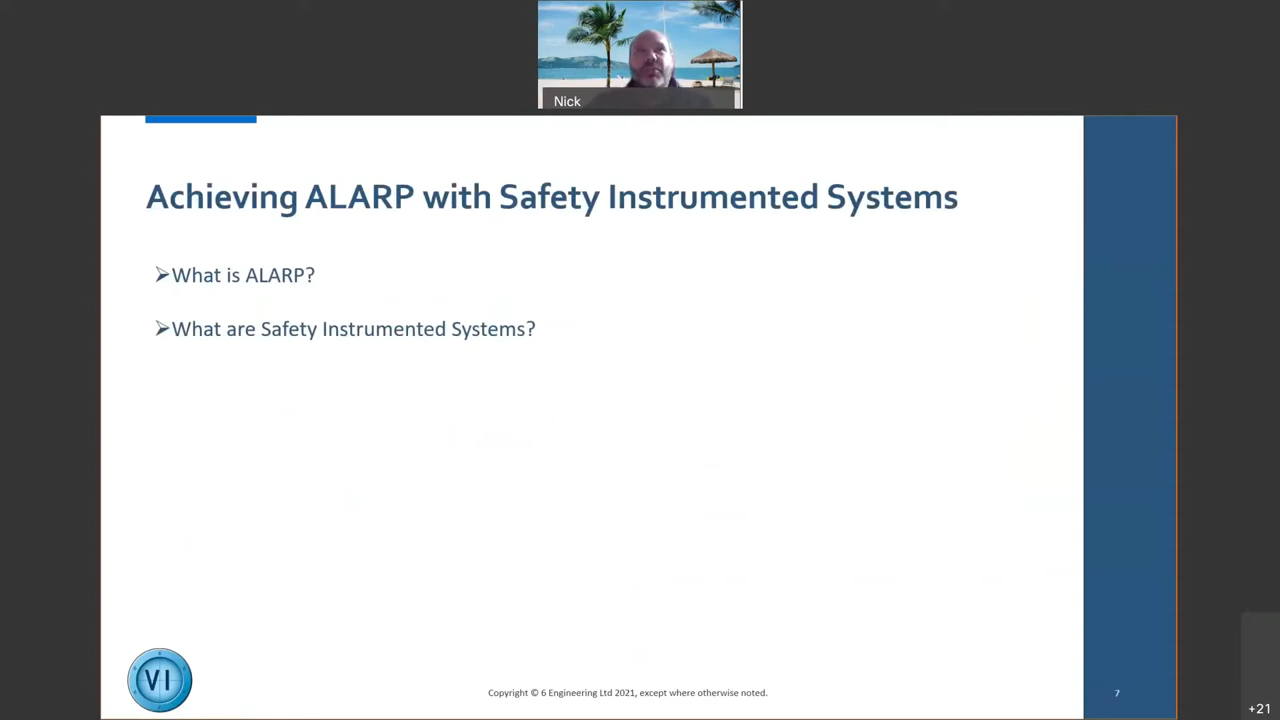 Nick
Achieving ALARP with Safety Instrumented Systems
➢What is ALARP?
➢What are Safety Instrumented Systems?
VI
Copyright © 6 Engineering Ltd 2021, except where otherwise noted.
7
+21